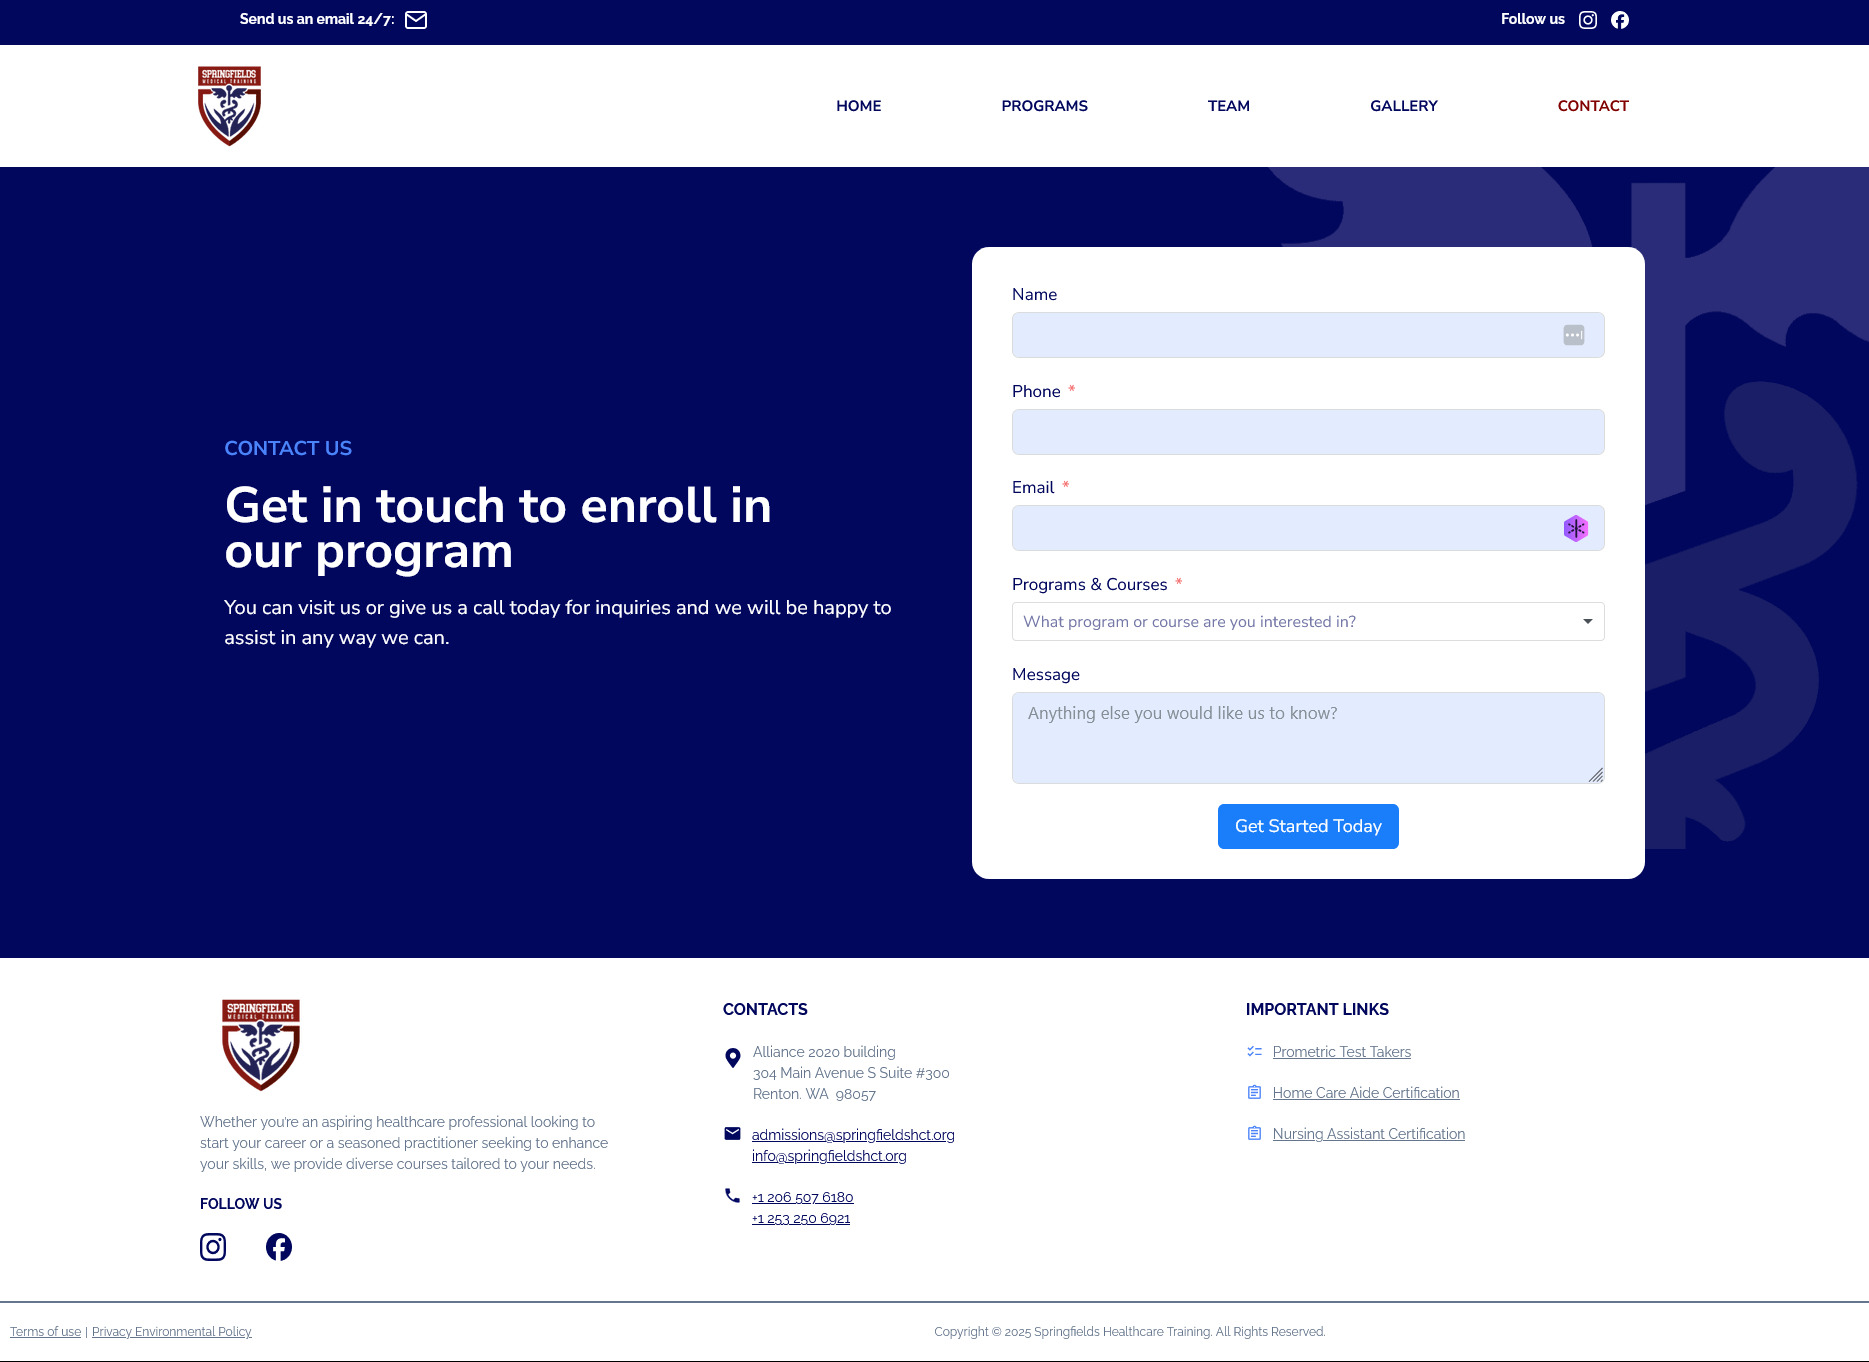 Send us an email 24/7:
Follow us
SPRINGFIELDS
MEDICAL TRAINING
HOME
PROGRAMS
TEAM
GALLERY
CONTACT
CONTACT US
Get in touch to enroll in
our program
You can visit us or give us a call today for inquiries and we will be happy to
assist in any way we can.
Name
Phone *
Email *
Programs & Courses *
What program or course are you interested in?
Message
Anything else you would like us to know?
Get Started Today
SPRINGFIELDS
MEDICAL TRAINING
Whether you're an aspiring healthcare professional looking to
start your career or a seasoned practitioner seeking to enhance
your skills, we provide diverse courses tailored to your needs.
FOLLOW US
CONTACTS
Alliance 2020 building
304 Main Avenue S Suite #300
Renton. WA  98057
admissions@springfieldshct.org
info@springfieldshct.org
+1 206 507 6180
+1 253 250 6921
IMPORTANT LINKS
Prometric Test Takers
Home Care Aide Certification
Nursing Assistant Certification
Terms of use | Privacy Environmental Policy
Copyright © 2025 Springfields Healthcare Training. All Rights Reserved.